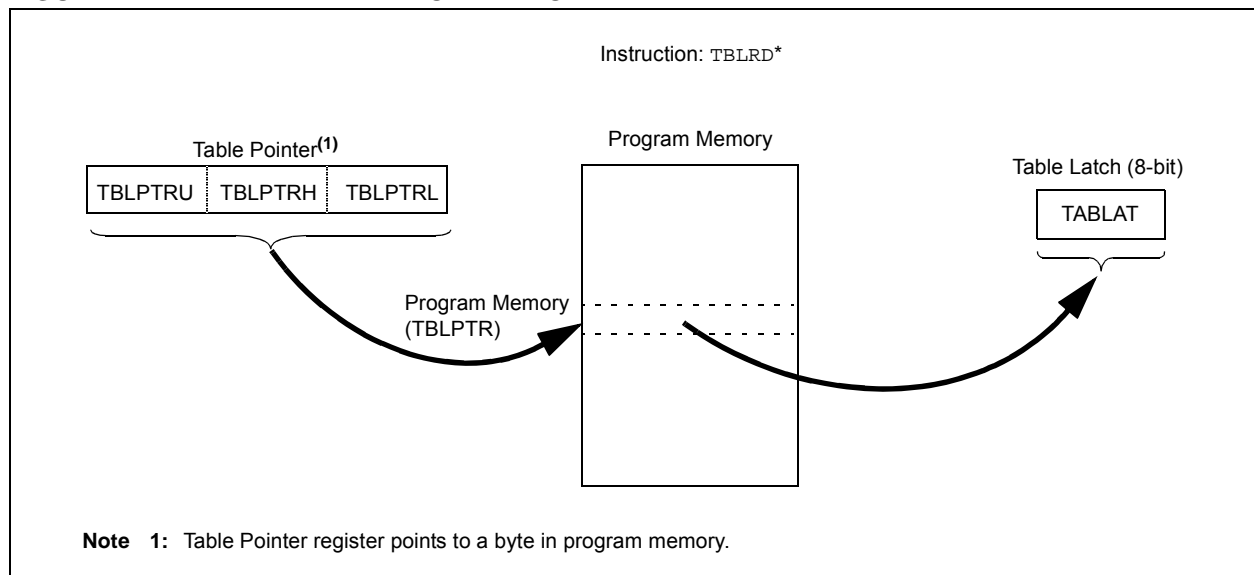 Instruction: TBLRD*
Table Pointer(1)
TBLPTRU TBLPTRH TBLPTRL
Program Memory
(TBLPTR)
Program Memory
Table Latch (8-bit)
TABLAT
Note 1: Table Pointer register points to a byte in program memory.